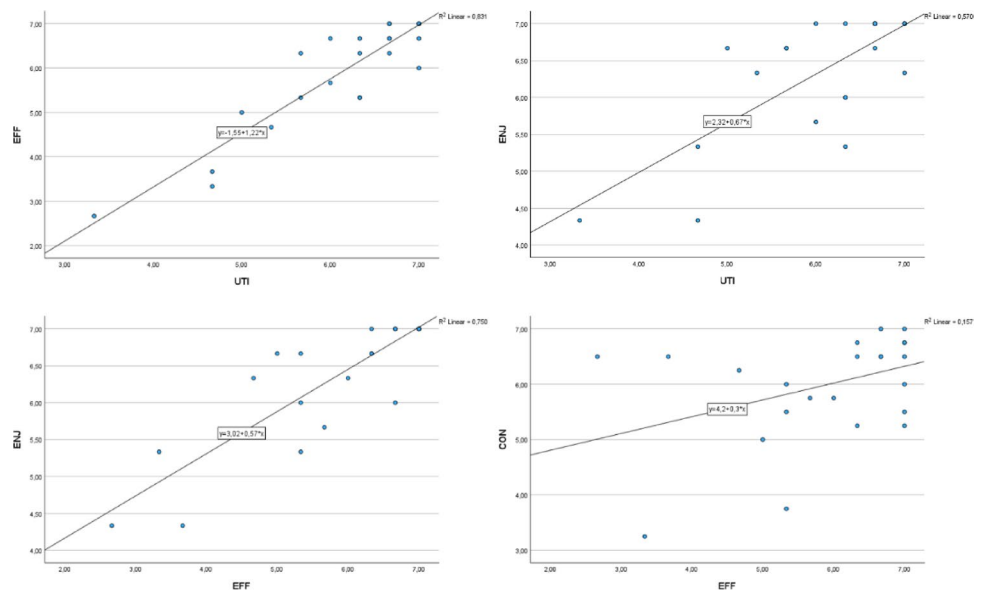 R² Linear = 0,831
7,00
6,00
5,00
4,00
3,00
2,00
EFF
y=-1,55+1,22*x
3,00
4,00
5,00
6,00
7,00
UTI
R² Linear = 0,570
7,00
6,50
6,00
5,50
5,00
4,50
4,00
ENJ
y=2,32+0,67*x
3,00
4,00
5,00
6,00
7,00
UTI
R² Linear = 0,750
7,00
6,50
6,00
5,50
5,00
4,50
4,00
ENJ
y=3,02+0,57*x
2,00
3,00
4,00
5,00
6,00
7,00
EFF
R² Linear = 0,157
7,00
6,00
5,00
4,00
3,00
CON
y=4,2+0,3*x
2,00
3,00
4,00
5,00
6,00
7,00
EFF